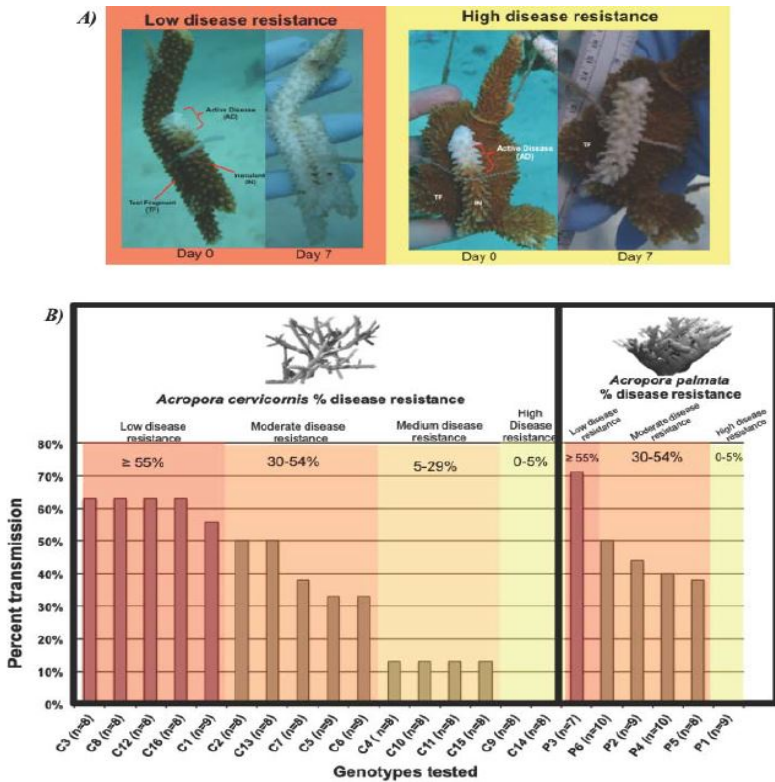 A)
Low disease resistance
High disease resistance
Active Disease
(AD)
Inoculant
(IN)
Test Fragment
(TF)
Active Disease
(AD)
TF
IN
TF
Day 0
Day 7
Day 0
Day 7
B)
Acropora cervicornis % disease resistance
Acropora palmata
% disease resistance
Low disease
resistance
Moderate disease
resistance
Medium disease
resistance
High
Disease
resistance
Low disease
resistance
Moderate disease
resistance
High disease
resistance
≥ 55%
30-54%
5-29%
0-5%
≥ 55%
30-54%
0-5%
Percent transmission
80%
70%
60%
50%
40%
30%
20%
10%
0%
C3 (n=8)
C8 (n=8)
C12 (n=8)
C16 (n=8)
C1 (n=9)
C2 (n=8)
C13 (n=8)
C7 (n=8)
C5 (n=9)
C6 (n=9)
C4 ( n=8)
C10 (n=8)
C11 (n=8)
C15 (n=8)
C9 (n=8)
C14 (n=8)
P3 (n=7)
P6 (n=10)
P2 (n=9)
P4 (n=10)
P5 (n=8)
P1 (n=9)
Genotypes tested